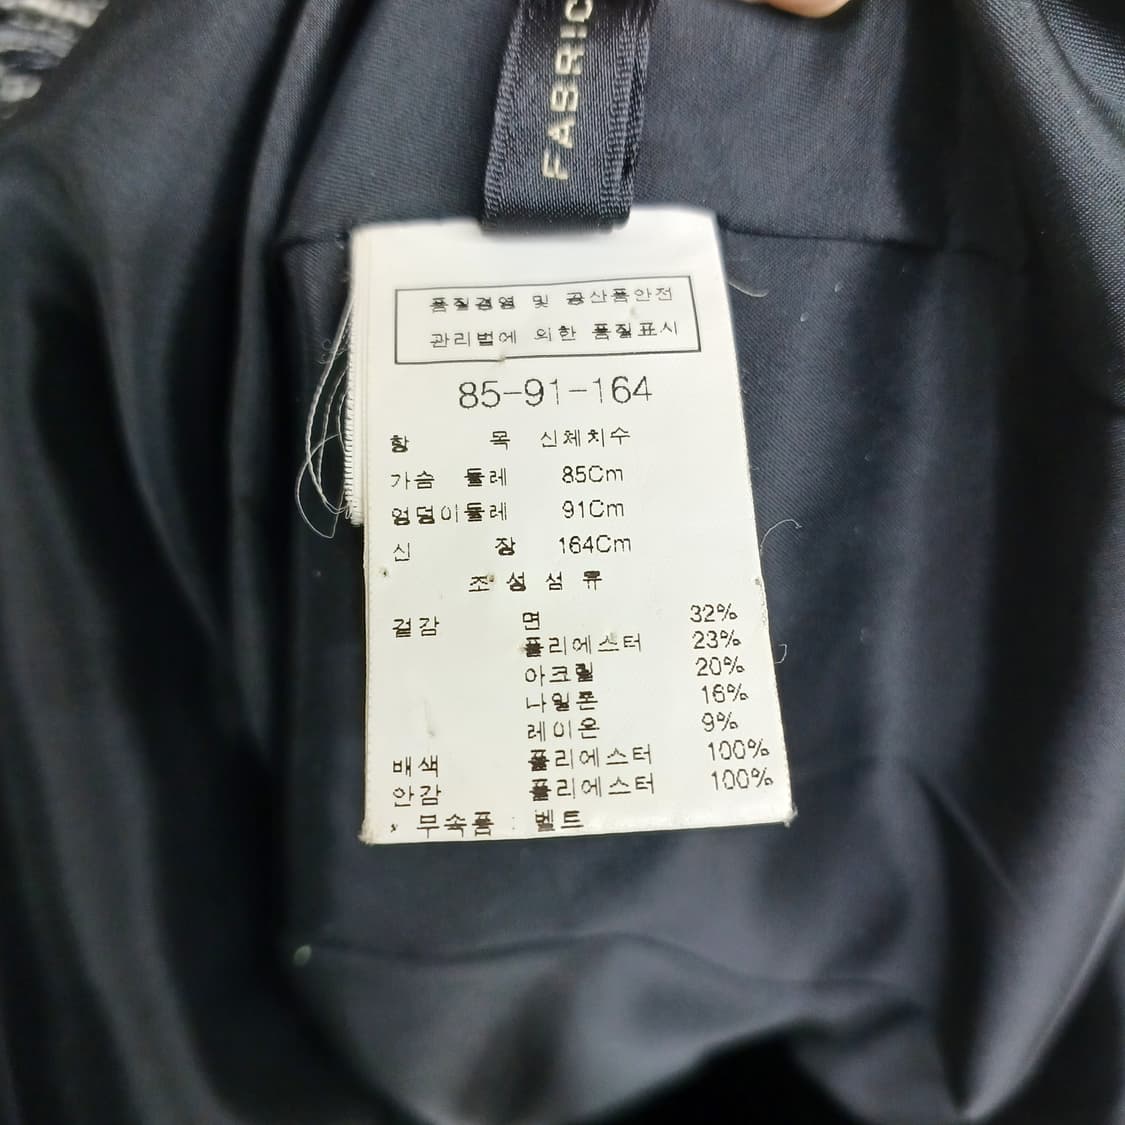 FABRIC
품질경영 및 공산품안전
관리법에 의한 품질표시
85-91-164
항 목 신체치수
가슴 둘레 85Cm
엉덩이둘레 91Cm
신 장 164Cm
조성섬유
겉감 면 32%
폴리에스터 23%
아크릴 20%
나일론 16%
레이온 9%
배색 폴리에스터 100%
안감 폴리에스터 100%
* 부속품 : 벨트